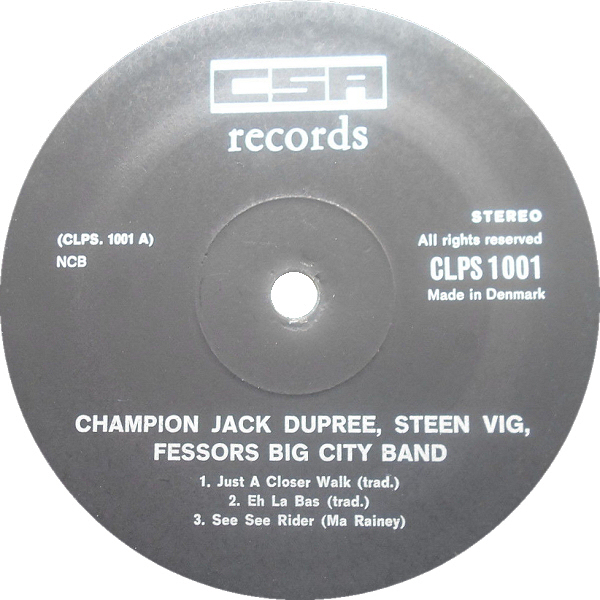 CSA
records
(CLPS. 1001 A)
NCB
STEREO
All rights reserved
CLPS 1001
Made in Denmark
CHAMPION JACK DUPREE, STEEN VIG,
FESSORS BIG CITY BAND
1. Just A Closer Walk (trad.)
2. Eh La Bas (trad.)
3. See See Rider (Ma Rainey)